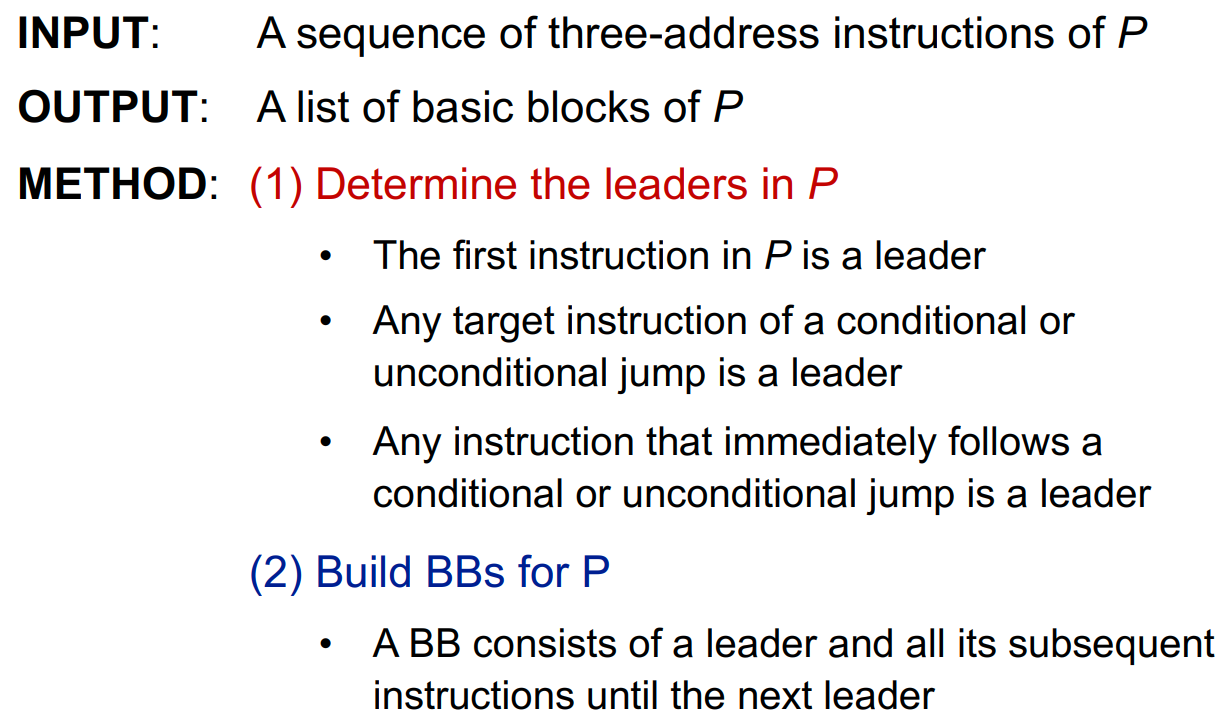 INPUT: A sequence of three-address instructions of P
OUTPUT: A list of basic blocks of P
METHOD: (1) Determine the leaders in P
• The first instruction in P is a leader
• Any target instruction of a conditional or
unconditional jump is a leader
• Any instruction that immediately follows a
conditional or unconditional jump is a leader
(2) Build BBs for P
• A BB consists of a leader and all its subsequent
instructions until the next leader